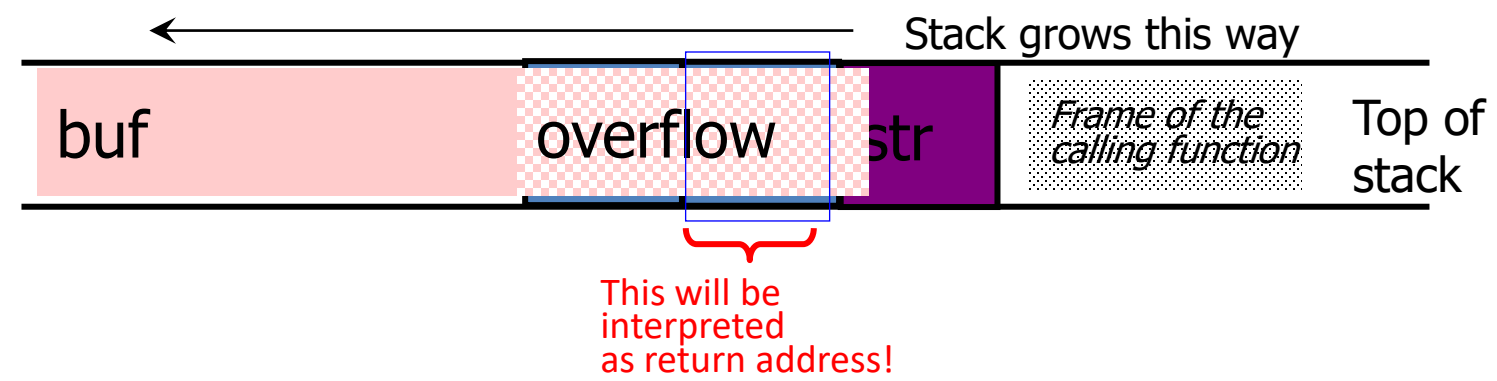 Stack grows this way
buf
overflow
str
Frame of the
calling function
Top of
stack
This will be
interpreted
as return address!